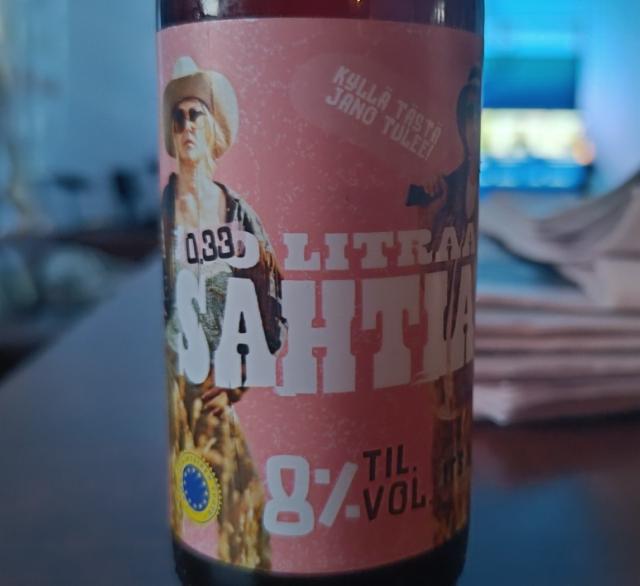 KYLLÄ TÄSTÄ
JANO TULEE!
0,33
LITRAA
SAHTIA
8% TIL.
VOL.